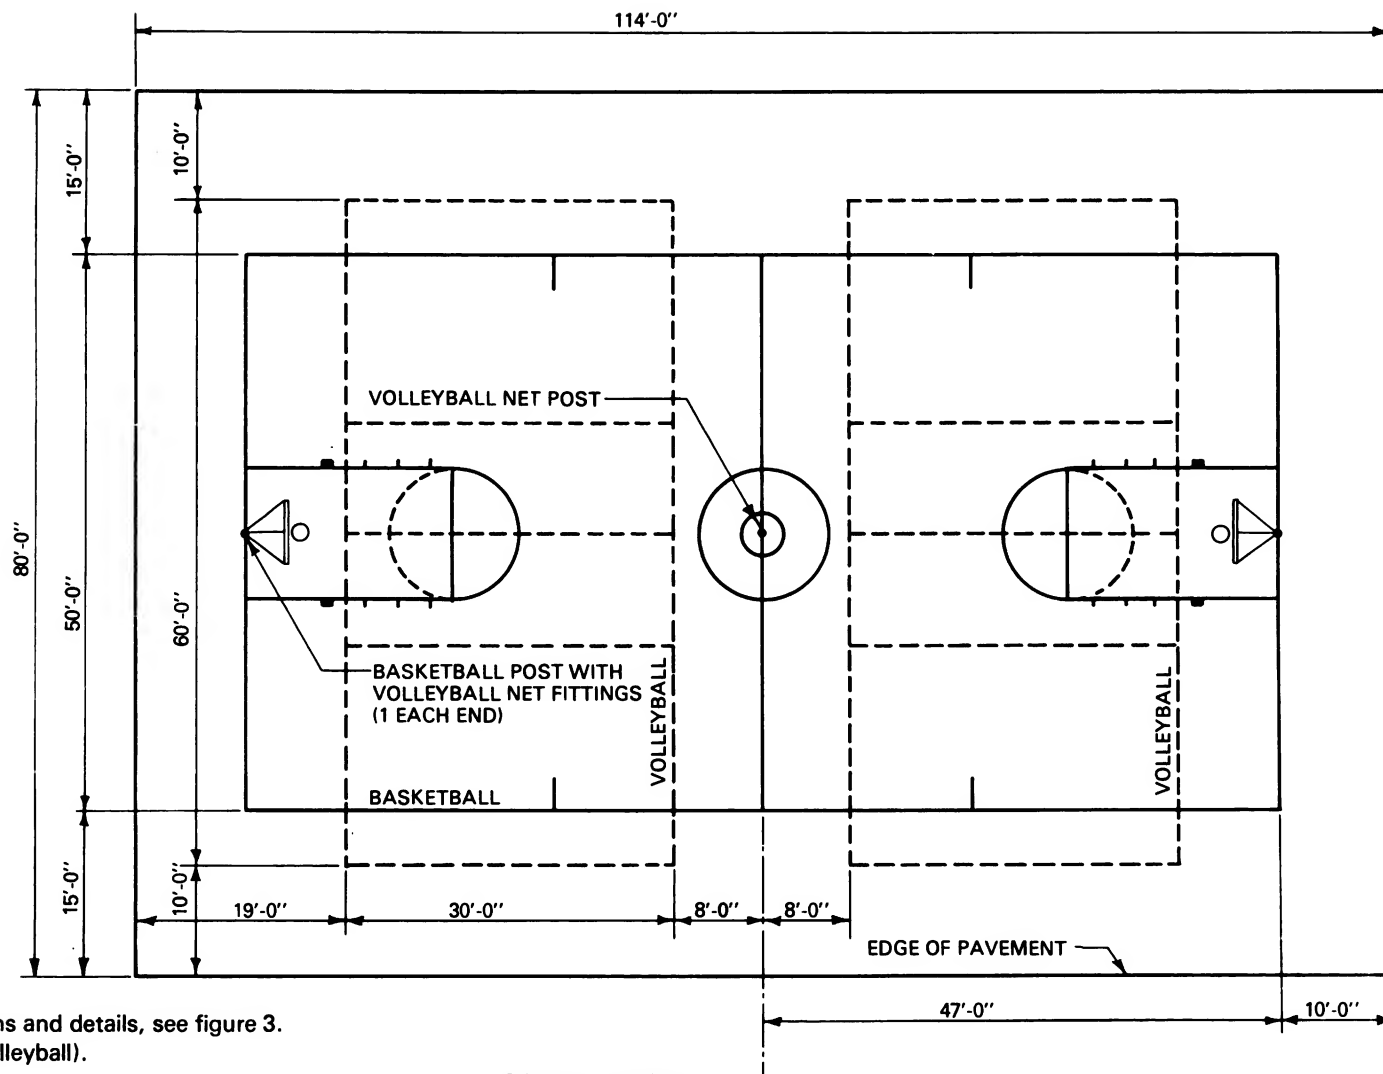 114'-0"
15'-0"
10'-0"
VOLLEYBALL NET POST
80'-0"
50'-0"
60'-0"
BASKETBALL POST WITH
VOLLEYBALL NET FITTINGS
(1 EACH END)
VOLLEYBALL
VOLLEYBALL
BASKETBALL
15'-0"
10'-0"
19'-0"
30'-0"
8'-0"
8'-0"
EDGE OF PAVEMENT
47'-0"
10'-0"
ns and details, see figure 3.
lleyball).